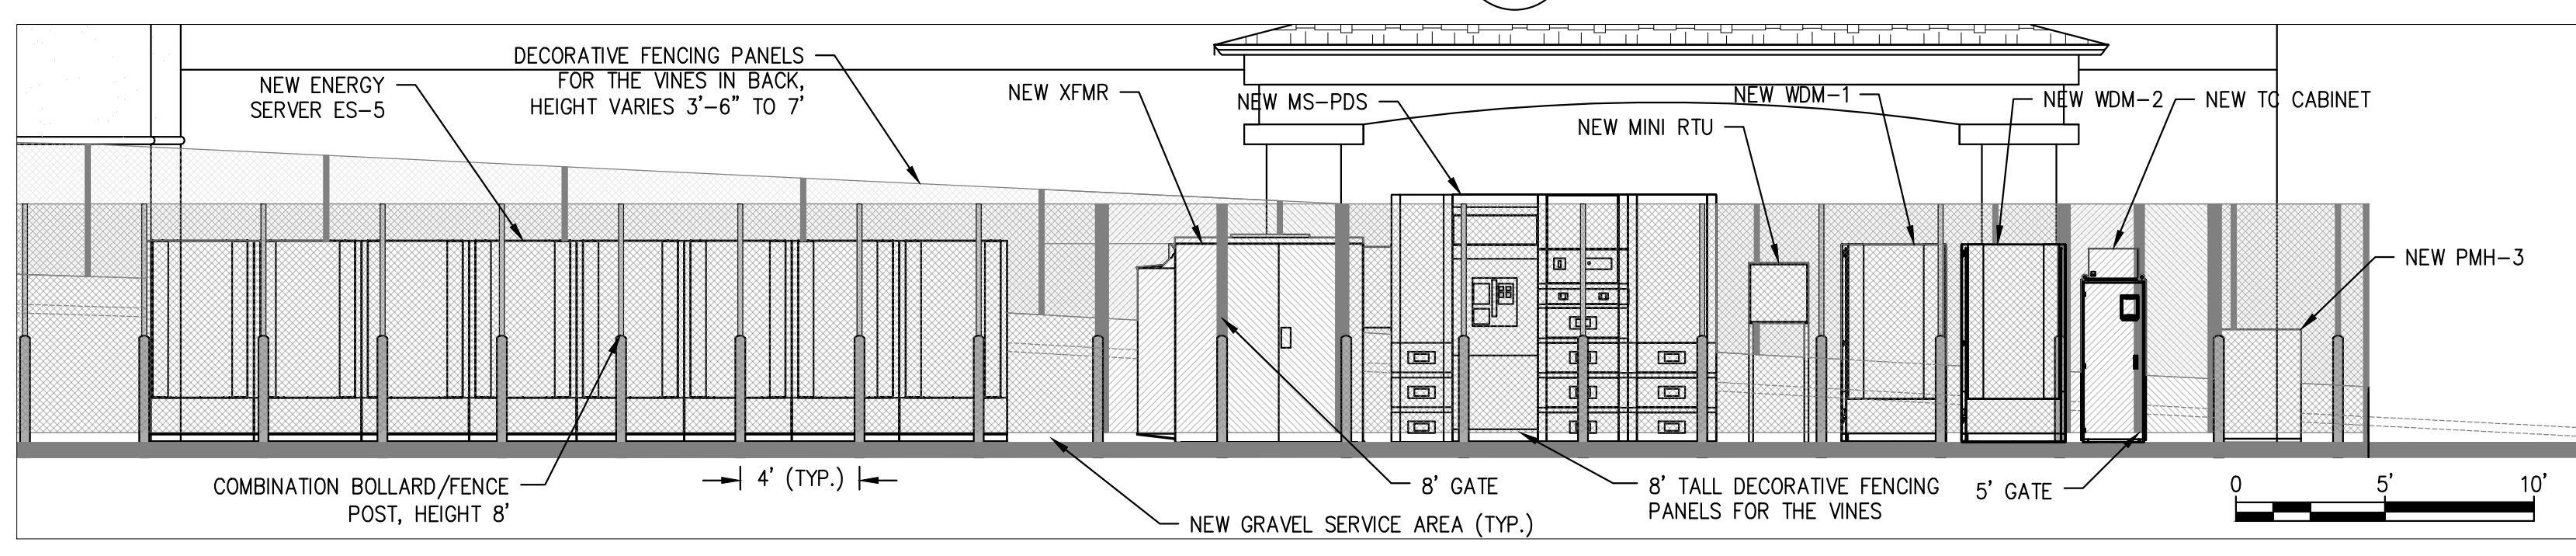 DECORATIVE FENCING PANELS
FOR THE VINES IN BACK,
HEIGHT VARIES 3'-6" TO 7'
NEW ENERGY
SERVER ES-5
NEW XFMR
NEW MS-PDS
NEW MINI RTU
NEW WDM-1
NEW WDM-2
NEW TC CABINET
NEW PMH-3
COMBINATION BOLLARD/FENCE
POST, HEIGHT 8'
4' (TYP.)
NEW GRAVEL SERVICE AREA (TYP.)
8' GATE
8' TALL DECORATIVE FENCING
PANELS FOR THE VINES
5' GATE
0 5' 10'